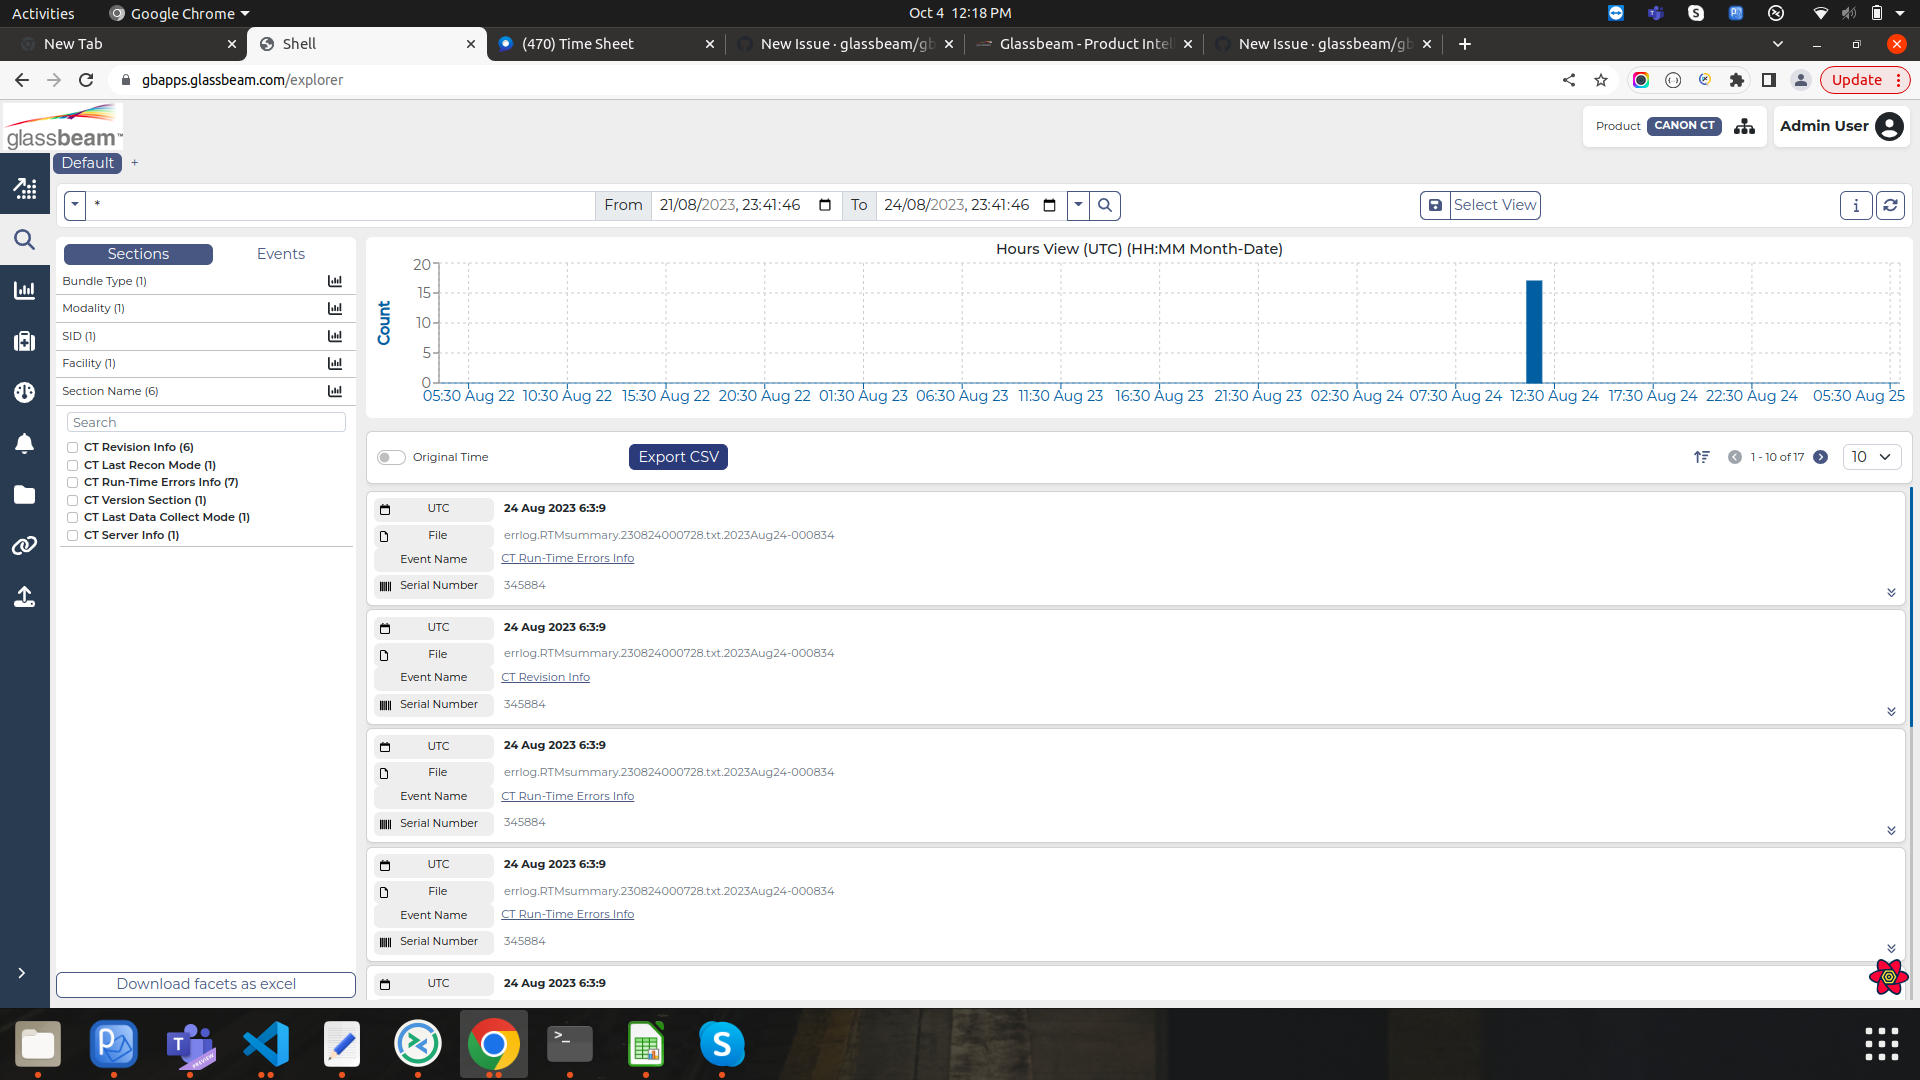 Activities
Google Chrome
Oct 4 12:18 PM
New Tab
Shell
(470) Time Sheet
New Issue · glassbeam/gb
Glassbeam - Product Intel
New Issue · glassbeam/gb
gbapps.glassbeam.com/explorer
Update
glassbeam™
Product CANON CT
Admin User
Default +
*
From 21/08/2023, 23:41:46
To 24/08/2023, 23:41:46
Select View
Sections
Events
Bundle Type (1)
Modality (1)
SID (1)
Facility (1)
Section Name (6)
Search
CT Revision Info (6)
CT Last Recon Mode (1)
CT Run-Time Errors Info (7)
CT Version Section (1)
CT Last Data Collect Mode (1)
CT Server Info (1)
Download facets as excel
Hours View (UTC) (HH:MM Month-Date)
Count
20
15
10
5
0
05:30 Aug 22 10:30 Aug 22 15:30 Aug 22 20:30 Aug 22 01:30 Aug 23 06:30 Aug 23 11:30 Aug 23 16:30 Aug 23 21:30 Aug 23 02:30 Aug 24 07:30 Aug 24 12:30 Aug 24 17:30 Aug 24 22:30 Aug 24 05:30 Aug 25
Original Time
Export CSV
1 - 10 of 17
10
UTC 24 Aug 2023 6:3:9
File errlog.RTMsummary.230824000728.txt.2023Aug24-000834
Event Name CT Run-Time Errors Info
Serial Number 345884
UTC 24 Aug 2023 6:3:9
File errlog.RTMsummary.230824000728.txt.2023Aug24-000834
Event Name CT Revision Info
Serial Number 345884
UTC 24 Aug 2023 6:3:9
File errlog.RTMsummary.230824000728.txt.2023Aug24-000834
Event Name CT Run-Time Errors Info
Serial Number 345884
UTC 24 Aug 2023 6:3:9
File errlog.RTMsummary.230824000728.txt.2023Aug24-000834
Event Name CT Run-Time Errors Info
Serial Number 345884
UTC 24 Aug 2023 6:3:9